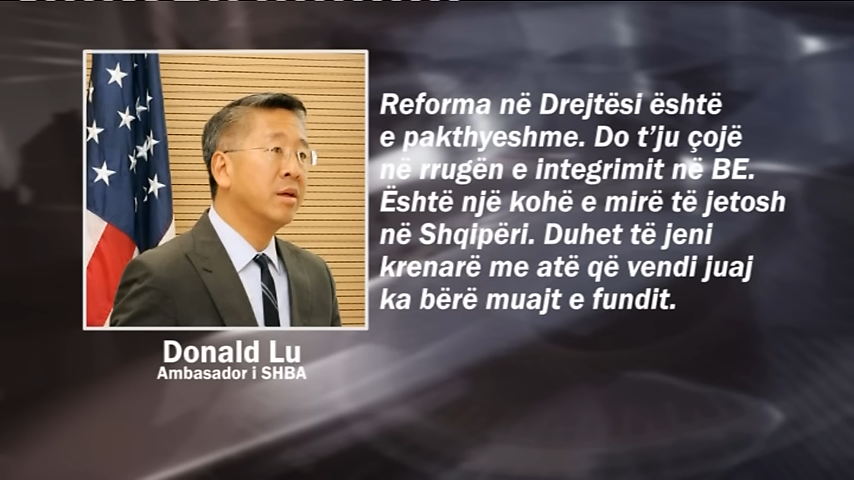 Reforma në Drejtësi është
e pakthyeshme. Do t'ju çojë
në rrugën e integrimit në BE.
Është një kohë e mirë të jetosh
në Shqipëri. Duhet të jeni
krenarë me atë që vendi juaj
ka bërë muajt e fundit.
Donald Lu
Ambasador i SHBA